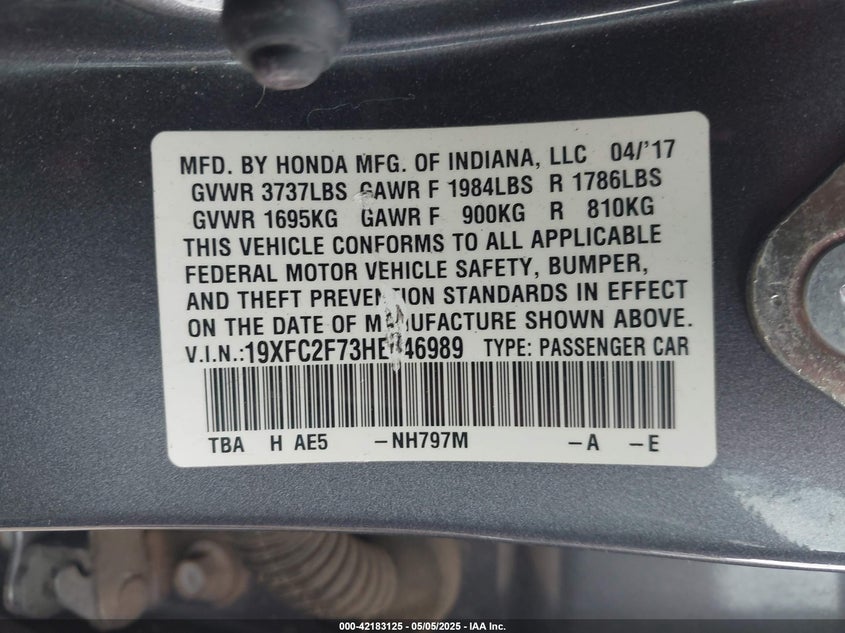 MFD. BY HONDA MFG. OF INDIANA, LLC 04/'17
GVWR 3737LBS GAWR F 1984LBS R 1786LBS
GVWR 1695KG GAWR F 900KG R 810KG
THIS VEHICLE CONFORMS TO ALL APPLICABLE
FEDERAL MOTOR VEHICLE SAFETY, BUMPER,
AND THEFT PREVENTION STANDARDS IN EFFECT
ON THE DATE OF MANUFACTURE SHOWN ABOVE.
V.I.N.: TYPE: PASSENGER CAR
TBA H AE5 -NH797M -A -E
000-42183125 - 05/05/2025 - IAA Inc.